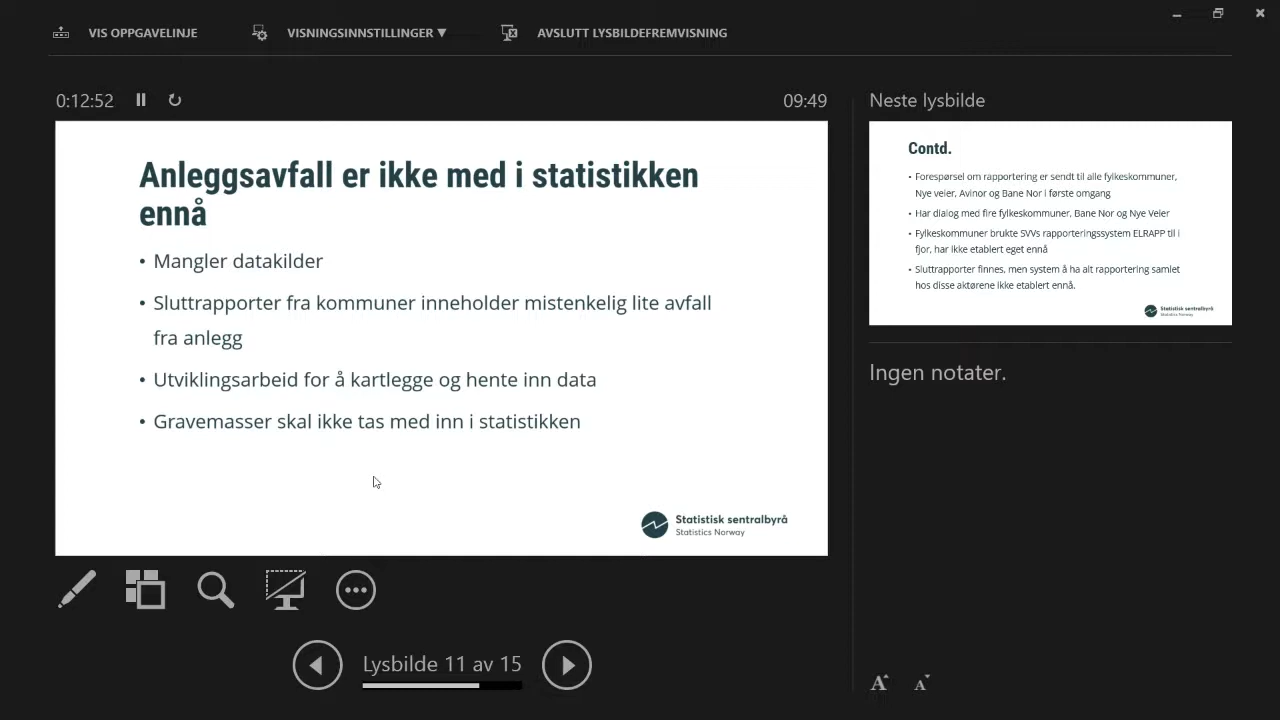 VIS OPPGAVELINJE
VISNINGSINNSTILLINGER ▼
AVSLUTT LYSBILDEFREMVISNING
0:12:52
09:49
Anleggsavfall er ikke med i statistikken
ennå
• Mangler datakilder
• Sluttrapporter fra kommuner inneholder mistenkelig lite avfall
fra anlegg
• Utviklingsarbeid for å kartlegge og hente inn data
• Gravemasser skal ikke tas med inn i statistikken
Statistisk sentralbyrå
Statistics Norway
Lysbilde 11 av 15
Neste lysbilde
Contd.
• Forespørsel om rapportering er sendt til alle fylkeskommuner,
Nye veier, Avinor og Bane Nor i første omgang
• Har dialog med fire fylkeskommuner, Bane Nor og Nye Veier
• Fylkeskommuner brukte SVVs rapporteringssystem ELRAPP til i
fjor, har ikke etablert eget ennå
• Sluttrapporter finnes, men system å ha alt rapportering samlet
hos disse aktørene ikke etablert ennå.
Statistisk sentralbyrå
Statistics Norway
Ingen notater.
A A